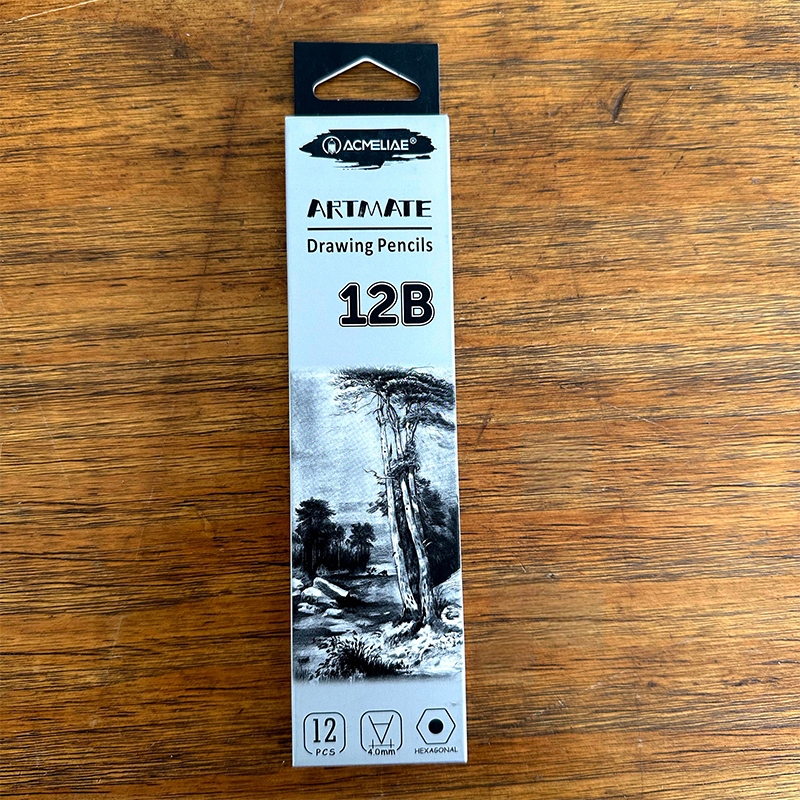 ACMELIAE®
ARTMATE
Drawing Pencils
12B
12
PCS
4.0mm
HEXAGONAL